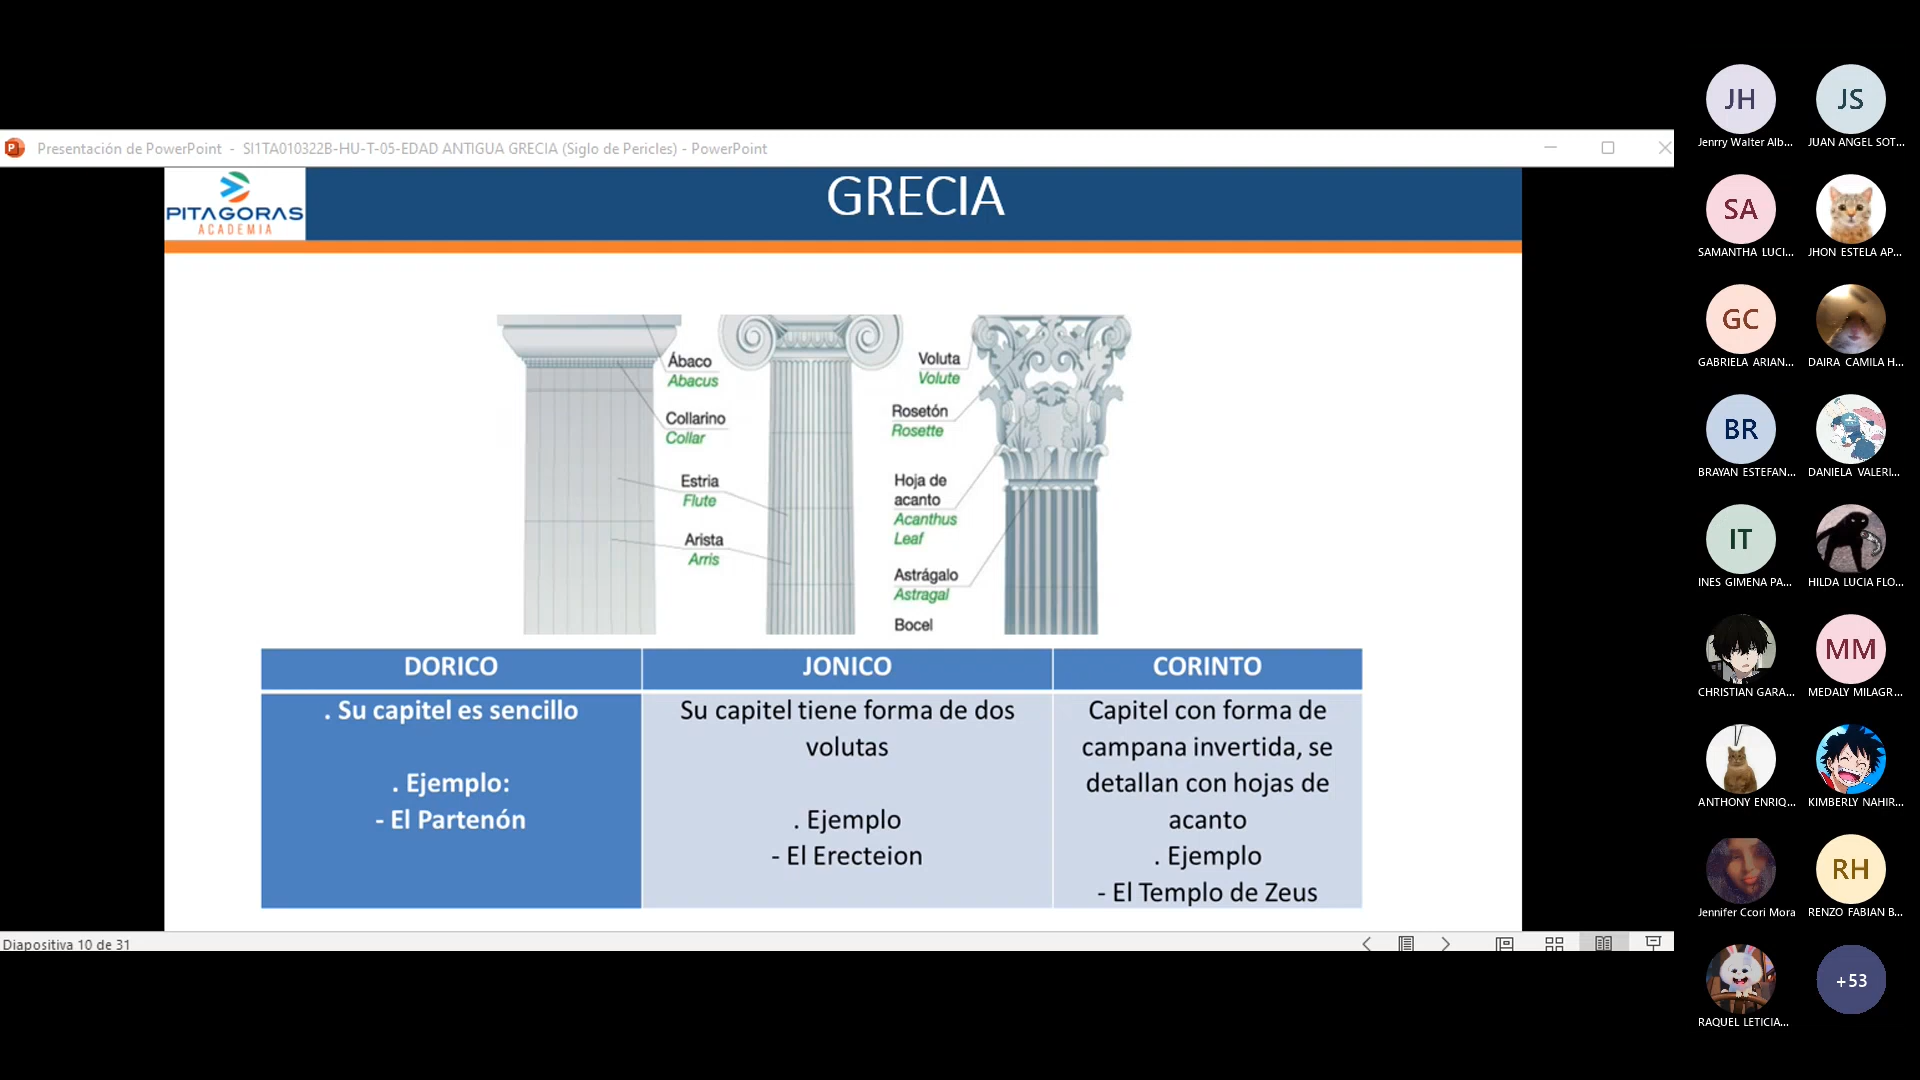 Presentación de PowerPoint - SI1TA010322B-HU-T-05-EDAD ANTIGUA GRECIA (Siglo de Pericles) - PowerPoint
PITAGORAS
ACADEMIA
GRECIA
Ábaco
Abacus
Collarino
Collar
Estria
Flute
Arista
Arris
Voluta
Volute
Rosetón
Rosette
Hoja de
acanto
Acanthus
Leaf
Astrágalo
Astragal
Bocel
DORICO
. Su capitel es sencillo
. Ejemplo:
- El Partenón
JONICO
Su capitel tiene forma de dos
volutas
. Ejemplo
- El Erecteion
CORINTO
Capitel con forma de
campana invertida, se
detallan con hojas de
acanto
. Ejemplo
- El Templo de Zeus
Diapositiva 10 de 31
JH
Jenrry Walter Alb...
JS
JUAN ANGEL SOT...
SA
SAMANTHA LUCI...
JHON ESTELA AP...
GC
GABRIELA ARIAN...
DAIRA CAMILA H...
BR
BRAYAN ESTEFAN...
DANIELA VALERI...
IT
INES GIMENA PA...
HILDA LUCIA FLO...
CHRISTIAN GARA...
MM
MEDALY MILAGR...
ANTHONY ENRIQ...
KIMBERLY NAHIR...
Jennifer Ccori Mora
RH
RENZO FABIAN B...
RAQUEL LETICIA...
+53